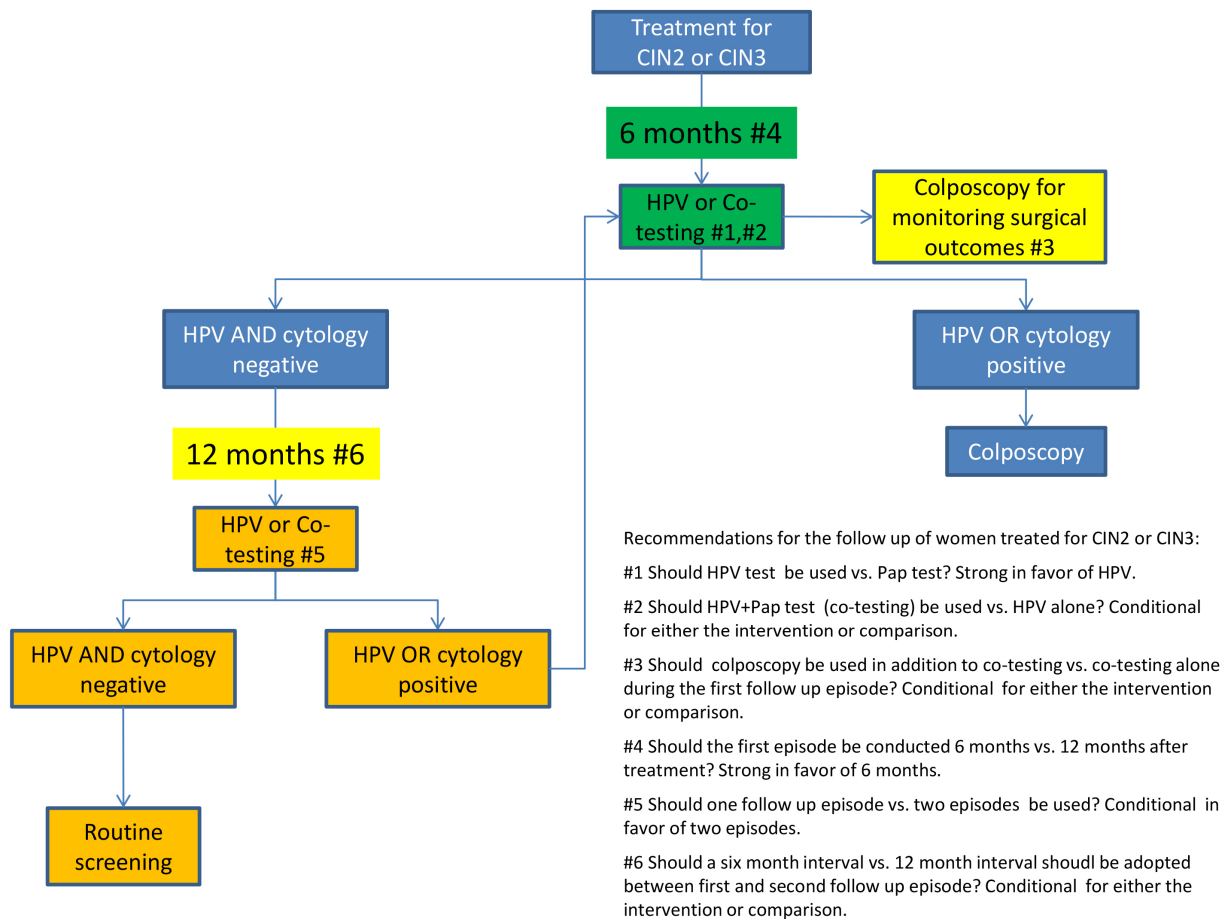 Treatment for
CIN2 or CIN3
6 months #4
HPV or Co-
testing #1,#2
Colposcopy for
monitoring surgical
outcomes #3
HPV AND cytology
negative
HPV OR cytology
positive
12 months #6
Colposcopy
HPV or Co-
testing #5
HPV AND cytology
negative
HPV OR cytology
positive
Routine
screening
Recommendations for the follow up of women treated for CIN2 or CIN3:
#1 Should HPV test be used vs. Pap test? Strong in favor of HPV.
#2 Should HPV+Pap test (co-testing) be used vs. HPV alone? Conditional
for either the intervention or comparison.
#3 Should colposcopy be used in addition to co-testing vs. co-testing alone
during the first follow up episode? Conditional for either the intervention
or comparison.
#4 Should the first episode be conducted 6 months vs. 12 months after
treatment? Strong in favor of 6 months.
#5 Should one follow up episode vs. two episodes be used? Conditional in
favor of two episodes.
#6 Should a six month interval vs. 12 month interval shoudl be adopted
between first and second follow up episode? Conditional for either the
intervention or comparison.